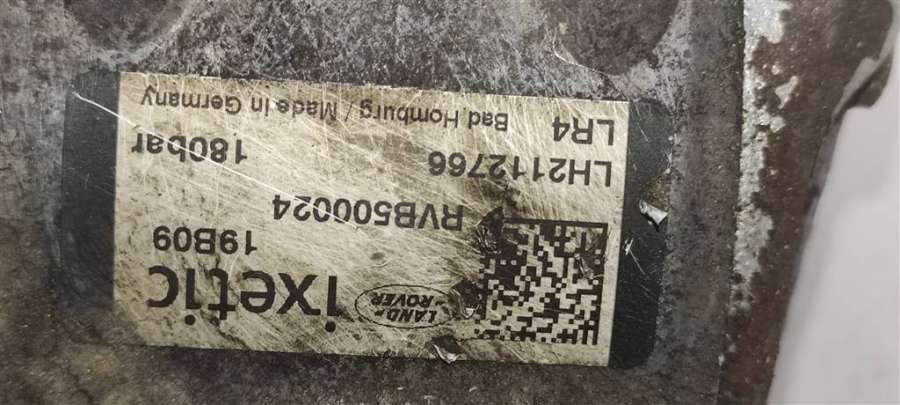 ixetic
LAND-
ROVER
19B09
RVB500024
LH2112766
180bar
LR4
Bad Homburg / Made in Germany